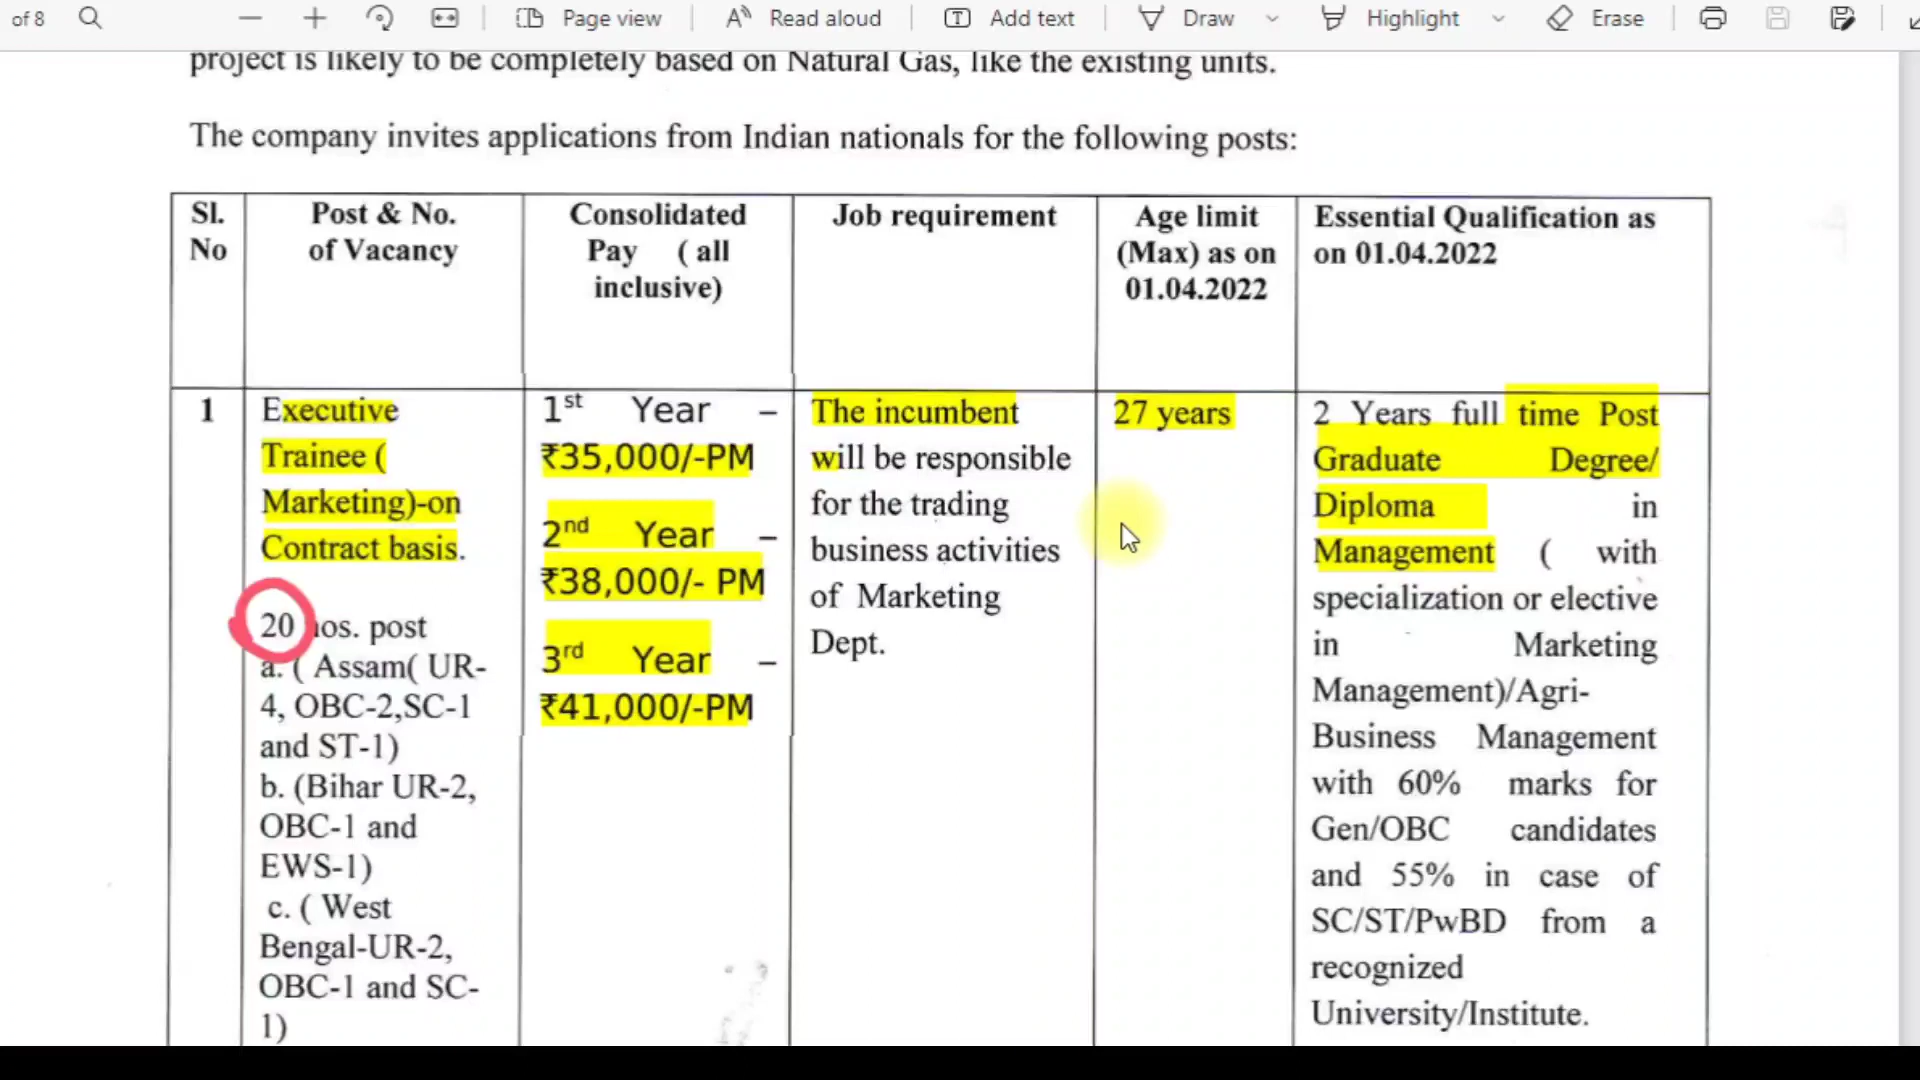 of 8
Page view
Read aloud
Add text
Draw
Highlight
Erase
project is likely to be completely based on Natural Gas, like the existing units.
The company invites applications from Indian nationals for the following posts:
Sl.
No
Post & No.
of Vacancy
Consolidated
Pay ( all
inclusive)
Job requirement
Age limit
(Max) as on
01.04.2022
Essential Qualification as
on 01.04.2022
1
Executive
Trainee (
Marketing)-on
Contract basis.
20 nos. post
a. ( Assam( UR-
4, OBC-2,SC-1
and ST-1)
b. (Bihar UR-2,
OBC-1 and
EWS-1)
c. ( West
Bengal-UR-2,
OBC-1 and SC-
1)
1st Year –
₹35,000/-PM
2nd Year –
₹38,000/- PM
3rd Year –
₹41,000/-PM
The incumbent
will be responsible
for the trading
business activities
of Marketing
Dept.
27 years
2 Years full time Post
Graduate Degree/
Diploma in
Management ( with
specialization or elective
in Marketing
Management)/Agri-
Business Management
with 60% marks for
Gen/OBC candidates
and 55% in case of
SC/ST/PwBD from a
recognized
University/Institute.